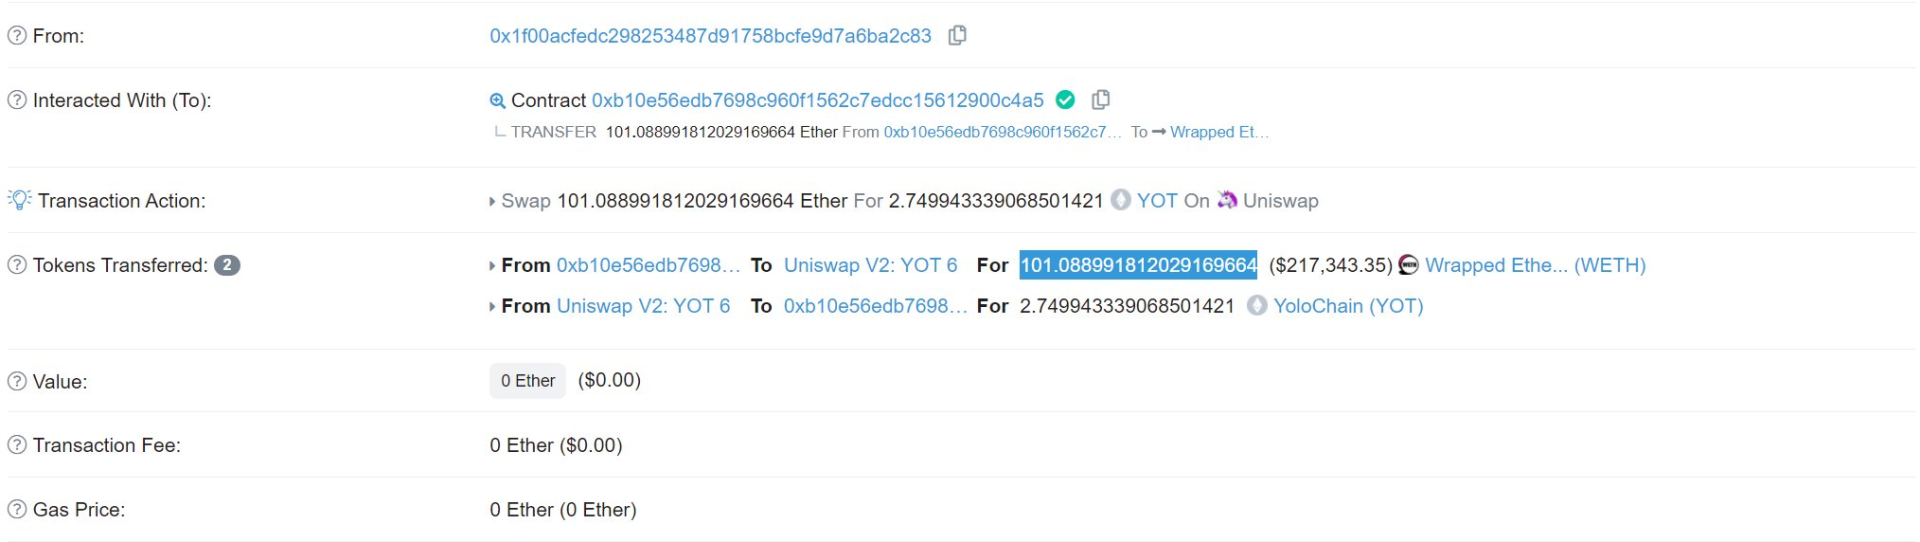 From: 0x1f00acfedc298253487d91758bcfe9d7a6ba2c83
Interacted With (To): Contract 0xb10e56edb7698c960f1562c7edcc15612900c4a5
TRANSFER 101.088991812029169664 Ether From 0xb10e56edb7698c960f1562c7... To → Wrapped Et...
Transaction Action: Swap 101.088991812029169664 Ether For 2.749943339068501421 YOT On Uniswap
Tokens Transferred: 2 From 0xb10e56edb7698... To Uniswap V2: YOT 6 For 101.088991812029169664 ($217,343.35) Wrapped Ethe... (WETH)
From Uniswap V2: YOT 6 To 0xb10e56edb7698... For 2.749943339068501421 YoloChain (YOT)
Value: 0 Ether ($0.00)
Transaction Fee: 0 Ether ($0.00)
Gas Price: 0 Ether (0 Ether)